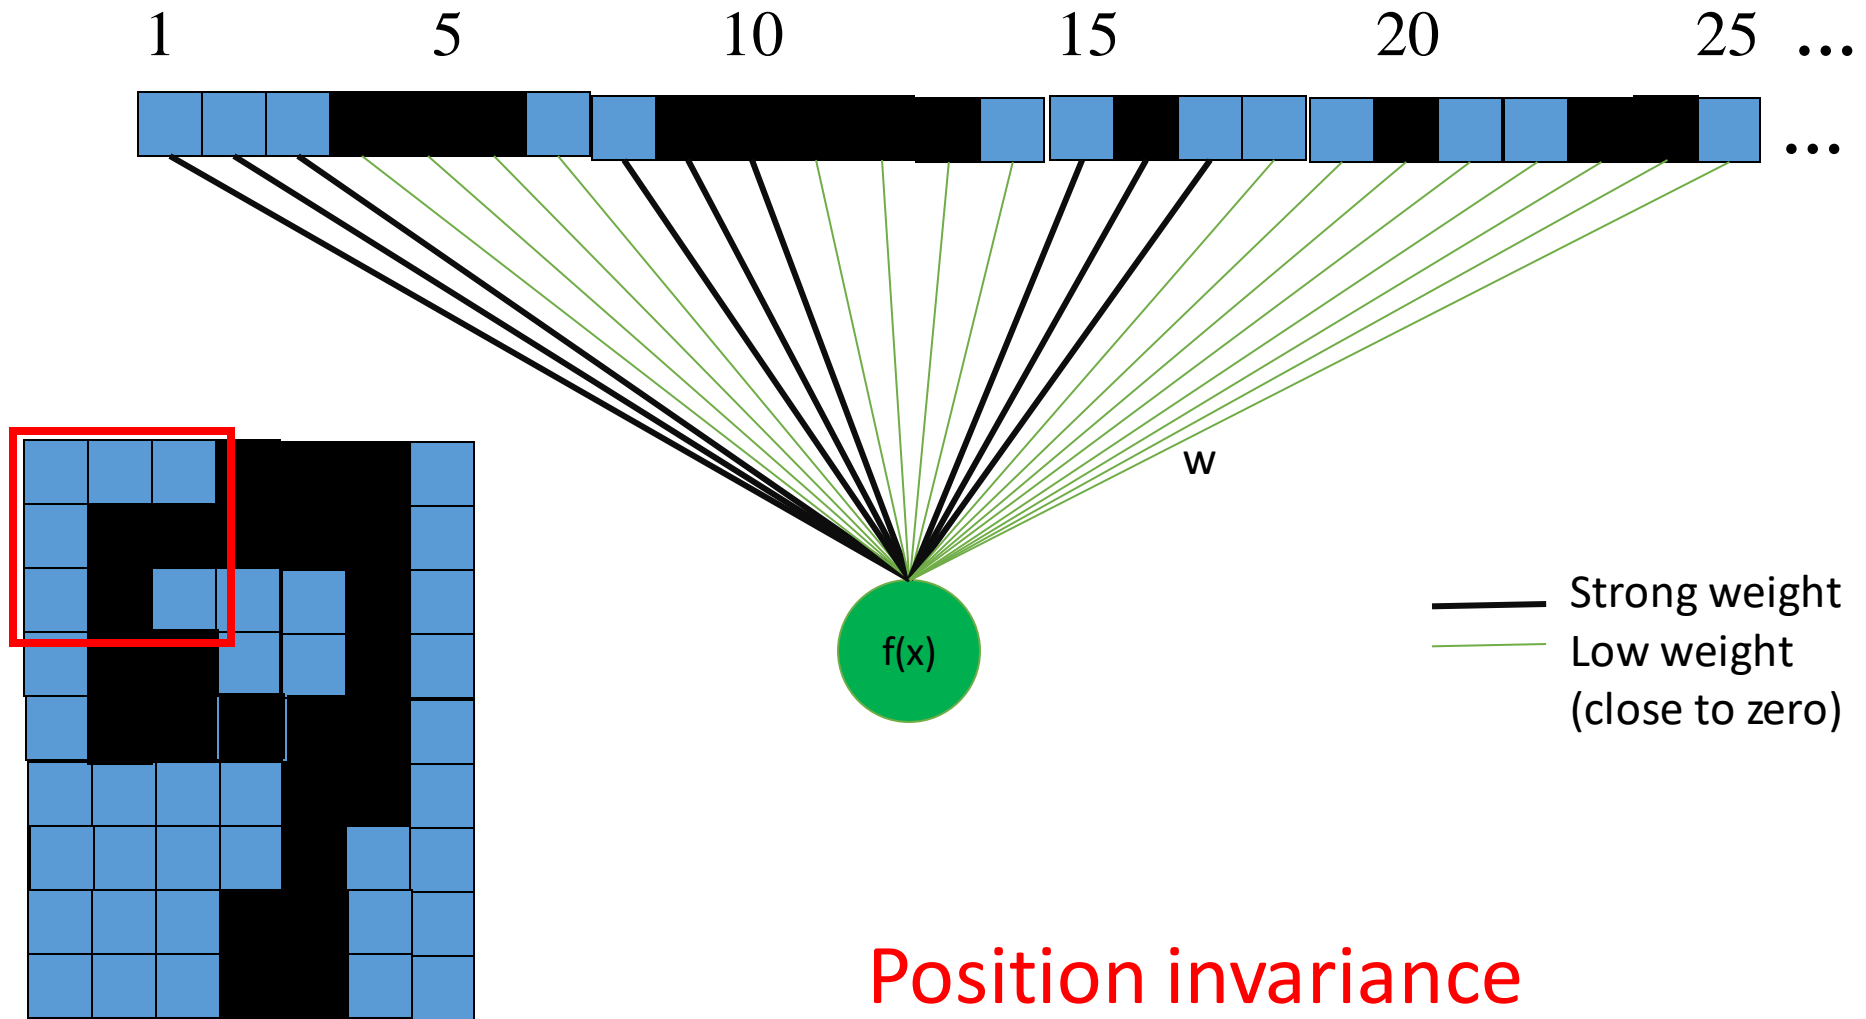 1 5 10 15 20 25 ...
...
w
f(x)
Strong weight
Low weight
(close to zero)
Position invariance